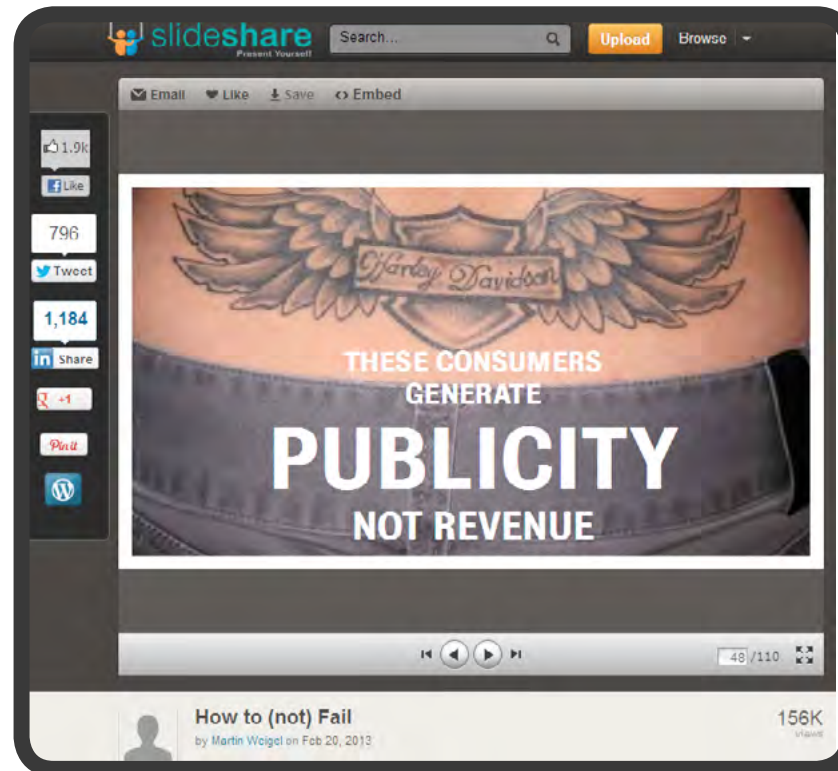 slideshare
Present Yourself
Search...
Upload
Browse
Email
Like
Save
Embed
1.9k
Like
796
Tweet
1,184
in Share
+1
Pin it
Harley Davidson
THESE CONSUMERS
GENERATE
PUBLICITY
NOT REVENUE
48 /110
How to (not) Fail
by Martin Weigel on Feb 20, 2013
156K
views